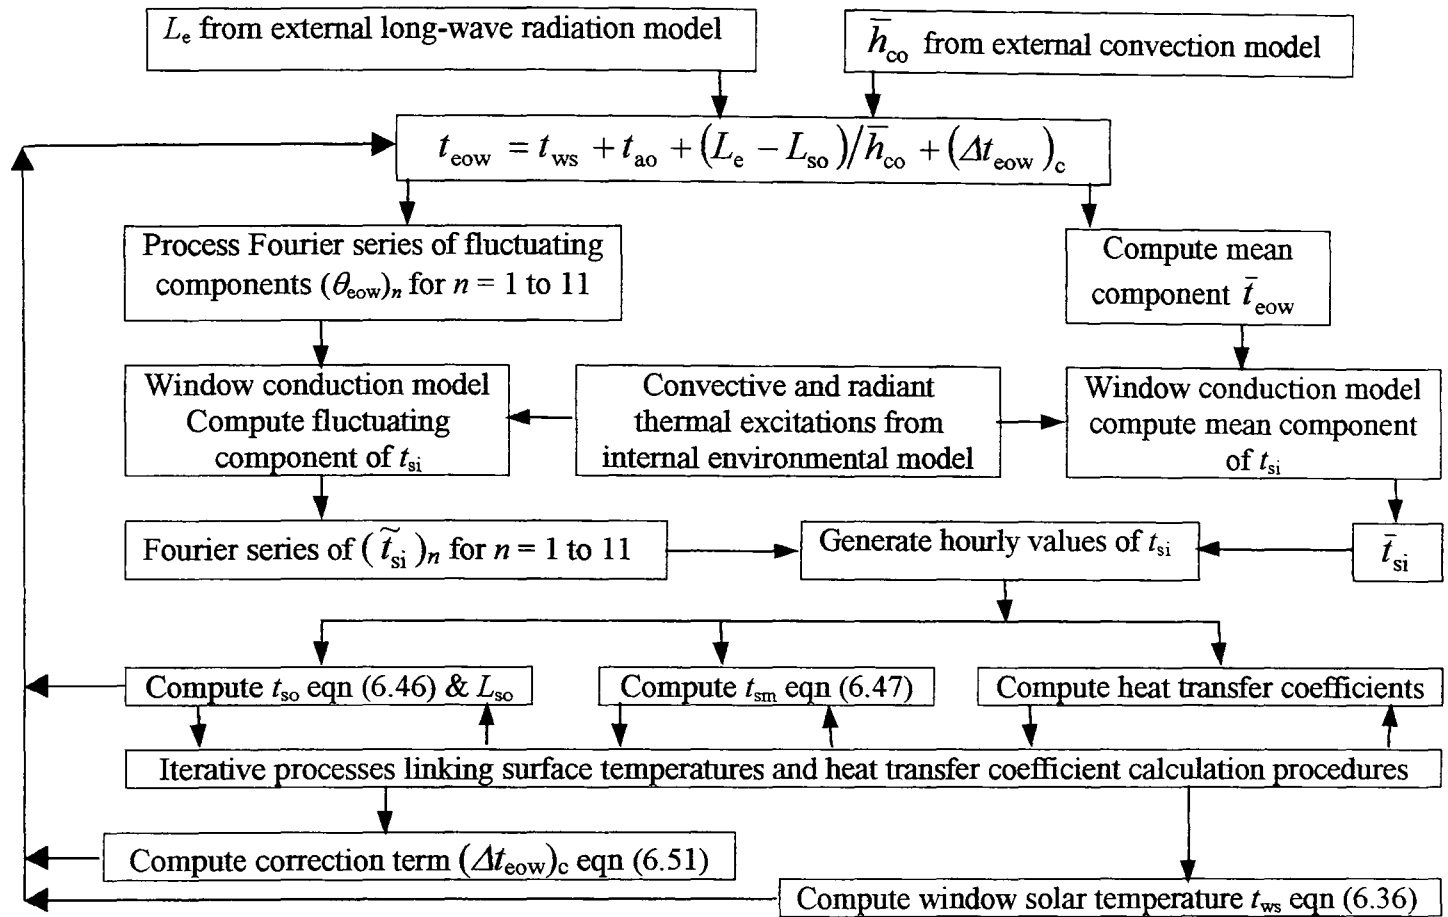 L_e from external long-wave radiation model
h̄_co from external convection model
t_eow = t_ws + t_ao + (L_e − L_so)/h̄_co + (Δt_eow)_c
Process Fourier series of fluctuating
components (θ_eow)_n for n = 1 to 11
Compute mean
component t̄_eow
Window conduction model
Compute fluctuating
component of t_si
Convective and radiant
thermal excitations from
internal environmental model
Window conduction model
compute mean component
of t_si
Fourier series of (t̃_si)_n for n = 1 to 11
Generate hourly values of t_si
t̄_si
Compute t_so eqn (6.46) & L_so
Compute t_sm eqn (6.47)
Compute heat transfer coefficients
Iterative processes linking surface temperatures and heat transfer coefficient calculation procedures
Compute correction term (Δt_eow)_c eqn (6.51)
Compute window solar temperature t_ws eqn (6.36)